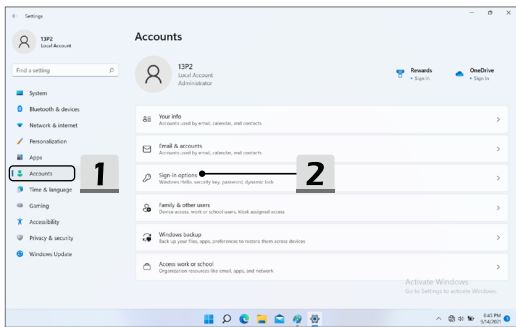 Settings
13P2
Local Account
Find a setting
System
Bluetooth & devices
Network & internet
Personalization
Apps
Accounts
Time & language
Gaming
Accessibility
Privacy & security
Windows Update
1
Accounts
13P2
Local Account
Administrator
Rewards
Sign in
OneDrive
Sign In
Your info
Accounts used by email, calendar, and contacts
Email & accounts
Accounts used by email, calendar, and contacts
Sign-in options
Windows Hello, security key, password, dynamic lock
2
Family & other users
Device access, work or school users, kiosk assigned access
Windows backup
Back up your files, apps, preferences to restore them across devices
Access work or school
Organization resources like email, apps, and network
Activate Windows
Go to Settings to activate Windows.